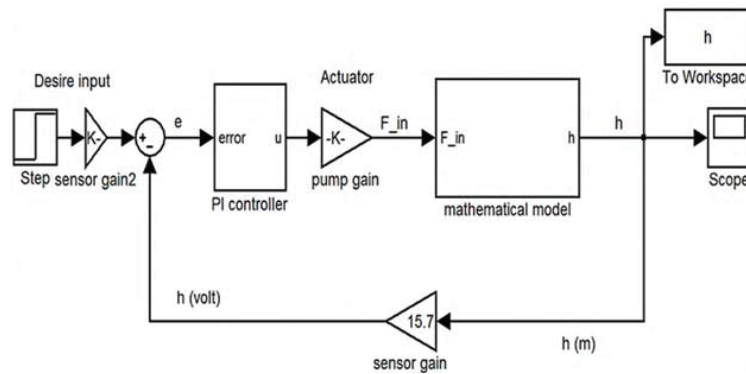 h
To Workspace
Desire input
Actuator
K-
+
-
e
error
u
-K-
F_in
F_in
h
h
Step
sensor gain2
PI controller
pump gain
mathematical model
Scope
h (volt)
15.7
sensor gain
h (m)